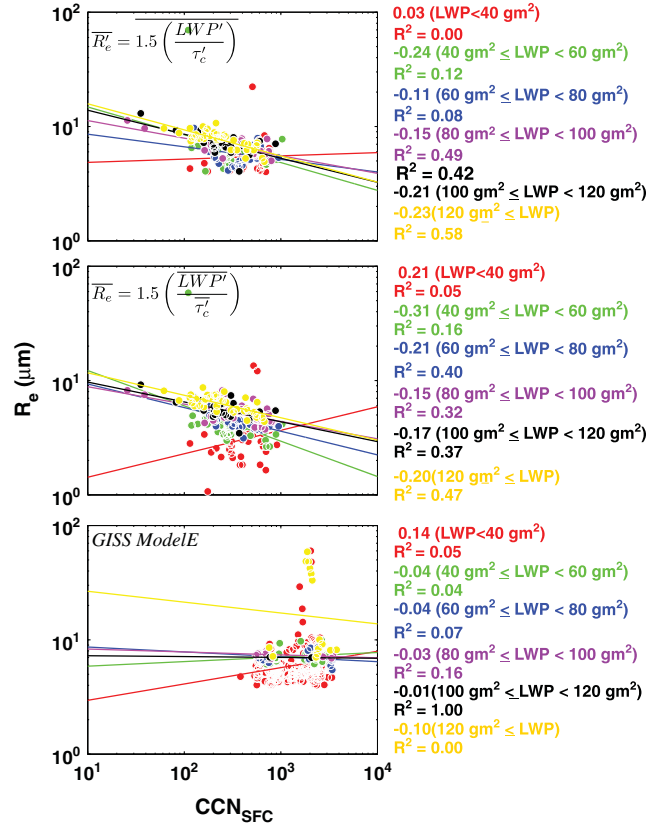 10²
R̅'ₑ = 1.5 (LWP'/τ'c)
10¹
10⁰
0.03 (LWP<40 gm²)
R² = 0.00
-0.24 (40 gm² ≤ LWP < 60 gm²)
R² = 0.12
-0.11 (60 gm² ≤ LWP < 80 gm²)
R² = 0.08
-0.15 (80 gm² ≤ LWP < 100 gm²)
R² = 0.49
R² = 0.42
-0.21 (100 gm² ≤ LWP < 120 gm²)
-0.23(120 gm² ≤ LWP)
R² = 0.58
10²
R̅ₑ = 1.5 (LWP'/τ'c)
10¹
10⁰
0.21 (LWP<40 gm²)
R² = 0.05
-0.31 (40 gm² ≤ LWP < 60 gm²)
R² = 0.16
-0.21 (60 gm² ≤ LWP < 80 gm²)
R² = 0.40
-0.15 (80 gm² ≤ LWP < 100 gm²)
R² = 0.32
-0.17 (100 gm² ≤ LWP < 120 gm²)
R² = 0.37
-0.20(120 gm² ≤ LWP)
R² = 0.47
Rₑ (μm)
10²
GISS ModelE
10¹
10⁰
0.14 (LWP<40 gm²)
R² = 0.05
-0.04 (40 gm² ≤ LWP < 60 gm²)
R² = 0.04
-0.04 (60 gm² ≤ LWP < 80 gm²)
R² = 0.07
-0.03 (80 gm² ≤ LWP < 100 gm²)
R² = 0.16
-0.01(100 gm² ≤ LWP < 120 gm²)
R² = 1.00
-0.10(120 gm² ≤ LWP)
R² = 0.00
10¹ 10² 10³ 10⁴
CCN_SFC